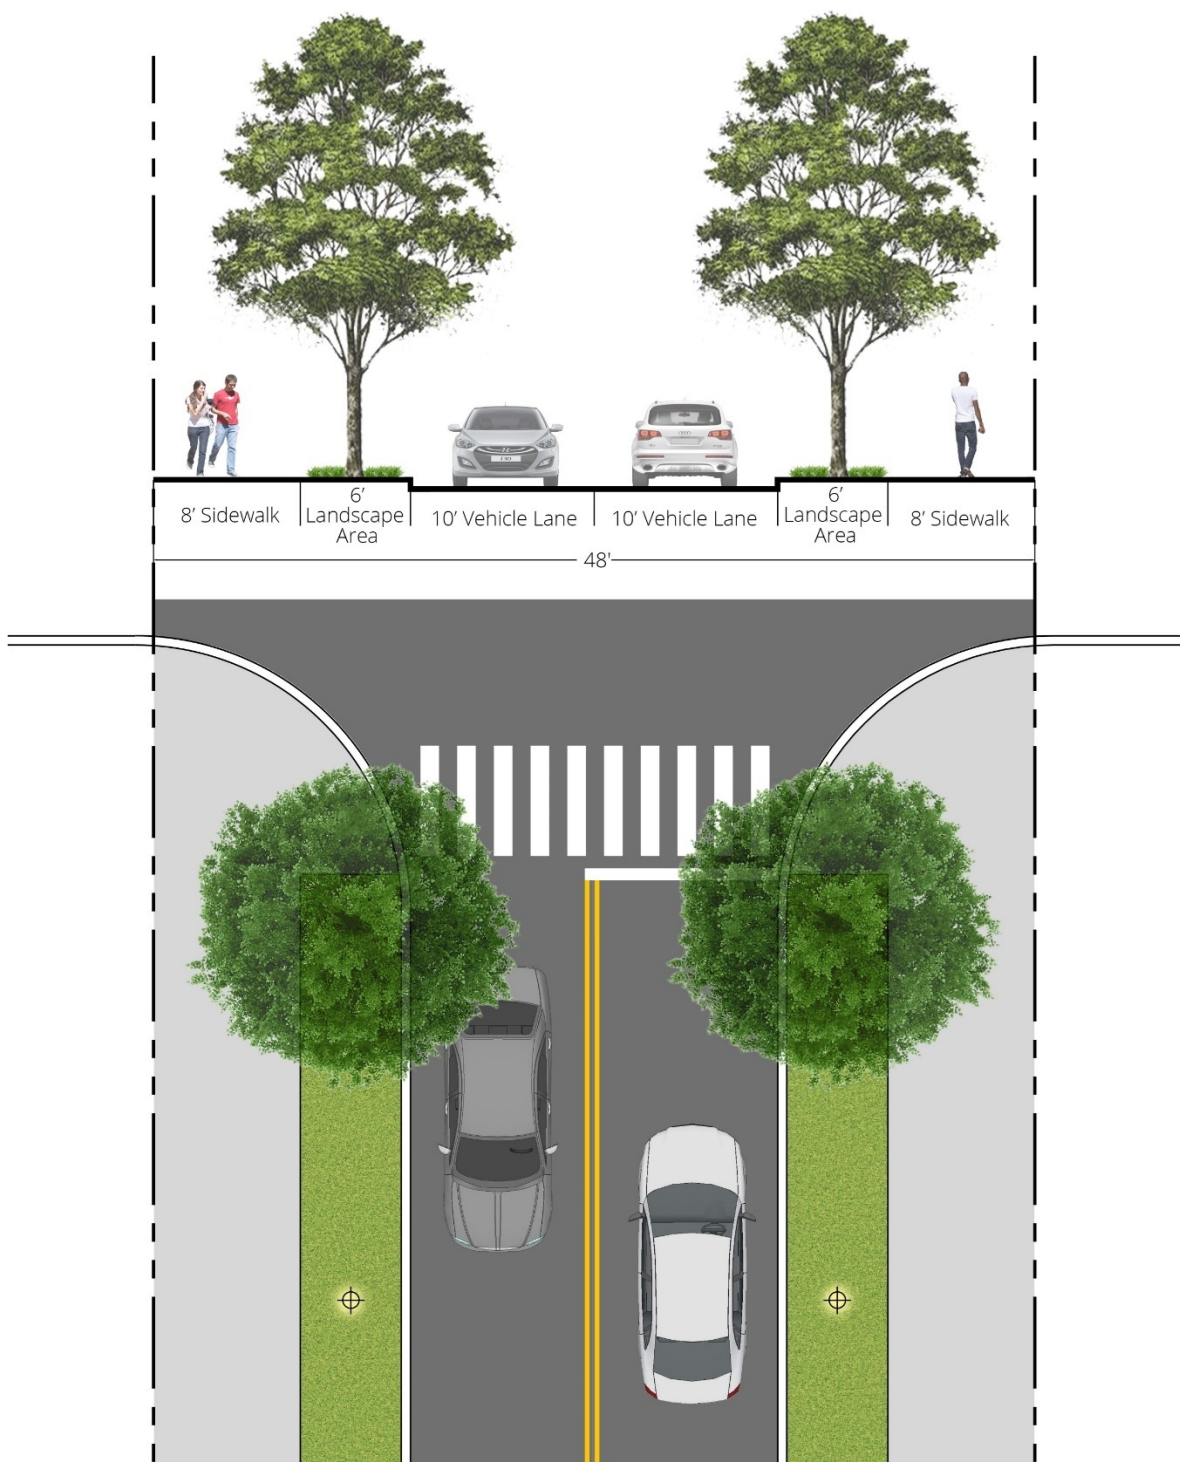 8’ Sidewalk
6’
Landscape
Area
10’ Vehicle Lane
10’ Vehicle Lane
6’
Landscape
Area
8’ Sidewalk
48'